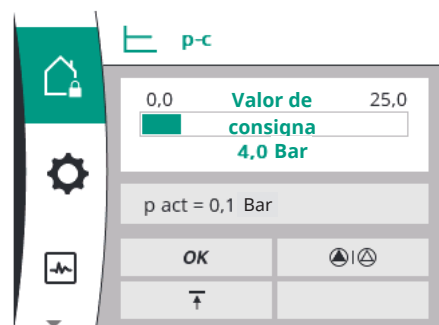 p-c
0,0 Valor de 25,0
consigna
4,0 Bar
p act = 0,1 Bar
OK